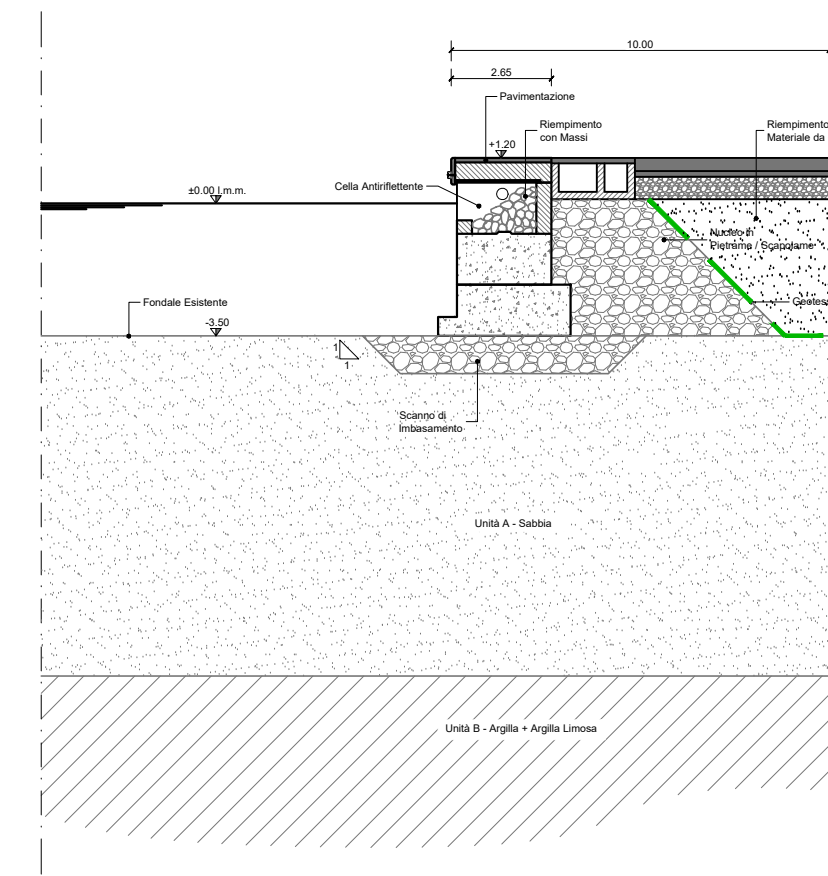 10.00
2.65
Pavimentazione
Riempimento
con Massi
Riempimento
Materiale da
+1.20
±0.00 l.m.m.
Cella Antiriflettente
Nucleo in
Pietrame / Scapolame
Fondale Esistente
-3.50
1
1
Scanno di
Imbasamento
Unità A - Sabbia
Unità B - Argilla + Argilla Limosa